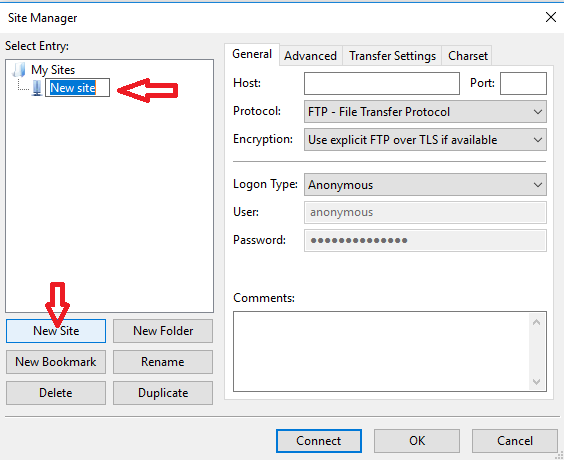 Site Manager
Select Entry:
My Sites
New site
New Site
New Folder
New Bookmark
Rename
Delete
Duplicate
General
Advanced
Transfer Settings
Charset
Host:
Port:
Protocol:
FTP - File Transfer Protocol
Encryption:
Use explicit FTP over TLS if available
Logon Type:
Anonymous
User:
anonymous
Password:
●●●●●●●●●●●●●●
Comments:
Connect
OK
Cancel